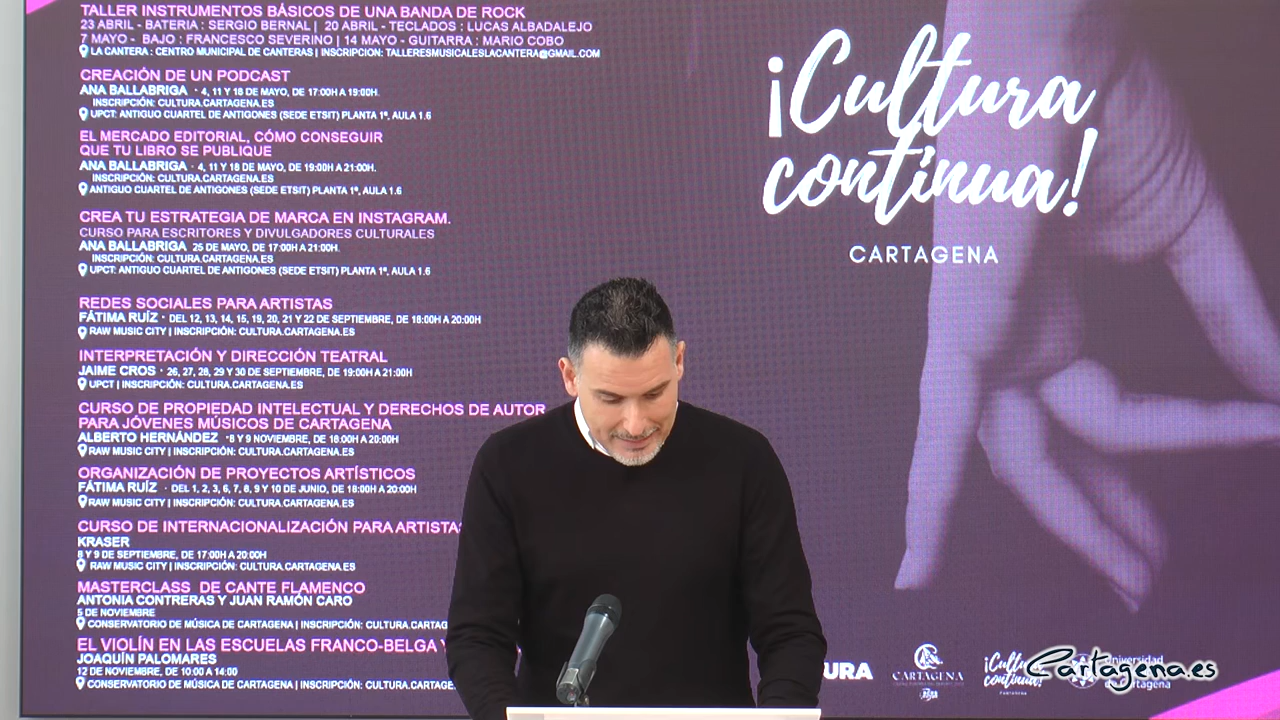 TALLER INSTRUMENTOS BÁSICOS DE UNA BANDA DE ROCK
23 ABRIL - BATERIA : SERGIO BERNAL | 20 ABRIL - TECLADOS : LUCAS ALBADALEJO
7 MAYO - BAJO : FRANCESCO SEVERINO | 14 MAYO - GUITARRA : MARIO COBO
LA CANTERA : CENTRO MUNICIPAL DE CANTERAS | INSCRIPCION: TALLERESMUSICALESLACANTERA@GMAIL.COM
CREACIÓN DE UN PODCAST
ANA BALLABRIGA · 4, 11 Y 18 DE MAYO, DE 17:00H A 19:00H.
INSCRIPCIÓN: CULTURA.CARTAGENA.ES
UPCT: ANTIGUO CUARTEL DE ANTIGONES (SEDE ETSIT) PLANTA 1ª, AULA 1.6
EL MERCADO EDITORIAL, CÓMO CONSEGUIR
QUE TU LIBRO SE PUBLIQUE
ANA BALLABRIGA · 4, 11 Y 18 DE MAYO, DE 19:00H A 21:00H.
INSCRIPCIÓN: CULTURA.CARTAGENA.ES
ANTIGUO CUARTEL DE ANTIGONES (SEDE ETSIT) PLANTA 1ª, AULA 1.6
CREA TU ESTRATEGIA DE MARCA EN INSTAGRAM.
CURSO PARA ESCRITORES Y DIVULGADORES CULTURALES
ANA BALLABRIGA 25 DE MAYO, DE 17:00H A 21:00H.
INSCRIPCIÓN: CULTURA.CARTAGENA.ES
UPCT: ANTIGUO CUARTEL DE ANTIGONES (SEDE ETSIT) PLANTA 1ª, AULA 1.6
REDES SOCIALES PARA ARTISTAS
FÁTIMA RUÍZ · DEL 12, 13, 14, 15, 19, 20, 21 Y 22 DE SEPTIEMBRE, DE 18:00H A 20:00H
RAW MUSIC CITY | INSCRIPCIÓN: CULTURA.CARTAGENA.ES
INTERPRETACIÓN Y DIRECCIÓN TEATRAL
JAIME CROS · 26, 27, 28, 29 Y 30 DE SEPTIEMBRE, DE 19:00H A 21:00H
UPCT | INSCRIPCIÓN: CULTURA.CARTAGENA.ES
CURSO DE PROPIEDAD INTELECTUAL Y DERECHOS DE AUTOR
PARA JÓVENES MÚSICOS DE CARTAGENA
ALBERTO HERNÁNDEZ · 8 Y 9 NOVIEMBRE, DE 18:00H A 20:00H
RAW MUSIC CITY | INSCRIPCIÓN: CULTURA.CARTAGENA.ES
ORGANIZACIÓN DE PROYECTOS ARTÍSTICOS
FÁTIMA RUÍZ · DEL 1, 2, 3, 6, 7, 8, 9 Y 10 DE JUNIO, DE 18:00H A 20:00H
RAW MUSIC CITY | INSCRIPCIÓN: CULTURA.CARTAGENA.ES
CURSO DE INTERNACIONALIZACIÓN PARA ARTISTAS
KRASER
8 Y 9 DE SEPTIEMBRE, DE 17:00H A 20:00H
RAW MUSIC CITY | INSCRIPCIÓN: CULTURA.CARTAGENA.ES
MASTERCLASS DE CANTE FLAMENCO
ANTONIA CONTRERAS Y JUAN RAMÓN CARO
5 DE NOVIEMBRE
CONSERVATORIO DE MÚSICA DE CARTAGENA | INSCRIPCIÓN: CULTURA.CARTAGE
EL VIOLÍN EN LAS ESCUELAS FRANCO-BELGA Y
JOAQUÍN PALOMARES
12 DE NOVIEMBRE, DE 10:00 A 14:00
CONSERVATORIO DE MÚSICA DE CARTAGENA | INSCRIPCIÓN: CULTURA.CARTAGE
¡Cultura
continua!
CARTAGENA
URA
CARTAGENA
Cartagena.es